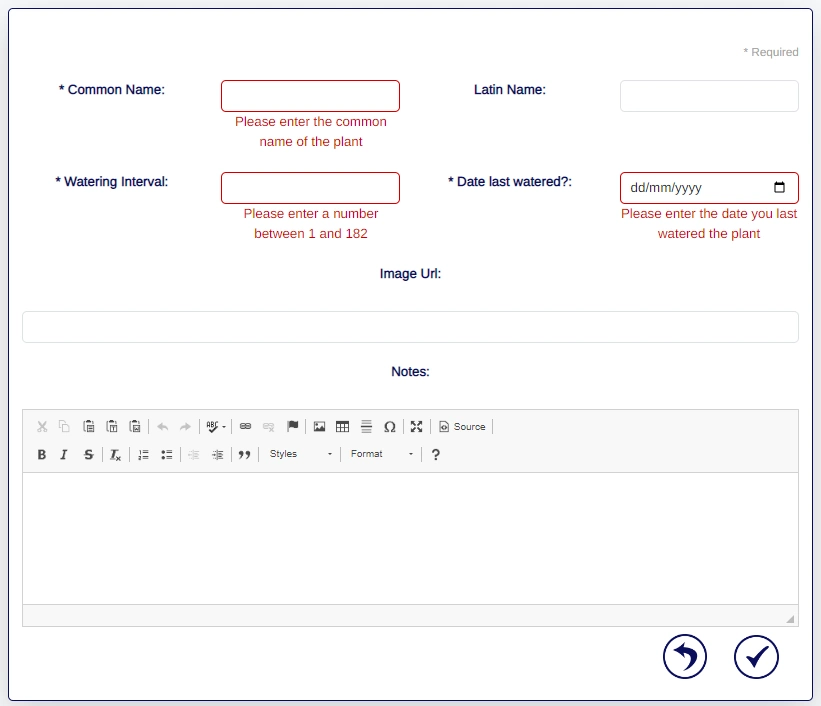 * Required
* Common Name:
Please enter the common
name of the plant
Latin Name:
* Watering Interval:
Please enter a number
between 1 and 182
* Date last watered?:
dd/mm/yyyy
Please enter the date you last
watered the plant
Image Url:
Notes:
ABC
Ω
Source
B I S Tx
Styles
Format
?